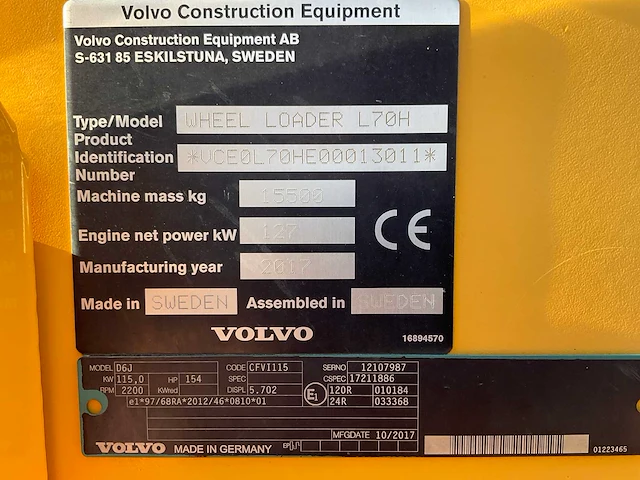 Volvo Construction Equipment
Volvo Construction Equipment AB
S-631 85 ESKILSTUNA, SWEDEN
Type/Model WHEEL LOADER L70H
Product
Identification *VCE0L70HE00013011*
Number
Machine mass kg 15500
Engine net power kW 127
Manufacturing year 2017
Made in SWEDEN Assembled in SWEDEN
VOLVO 16894570
MODEL D6J CODE CFVI115 SERNO 12107987
KW 115,0 HP 154 SPEC CSPEC 17211886
RPM 2200 KWred DISPL 5.702 E1 120R 010184
e1*97/68RA*2012/46*0810*01 24R 033368
MFGDATE 10/2017
VOLVO MADE IN GERMANY EP
01223465